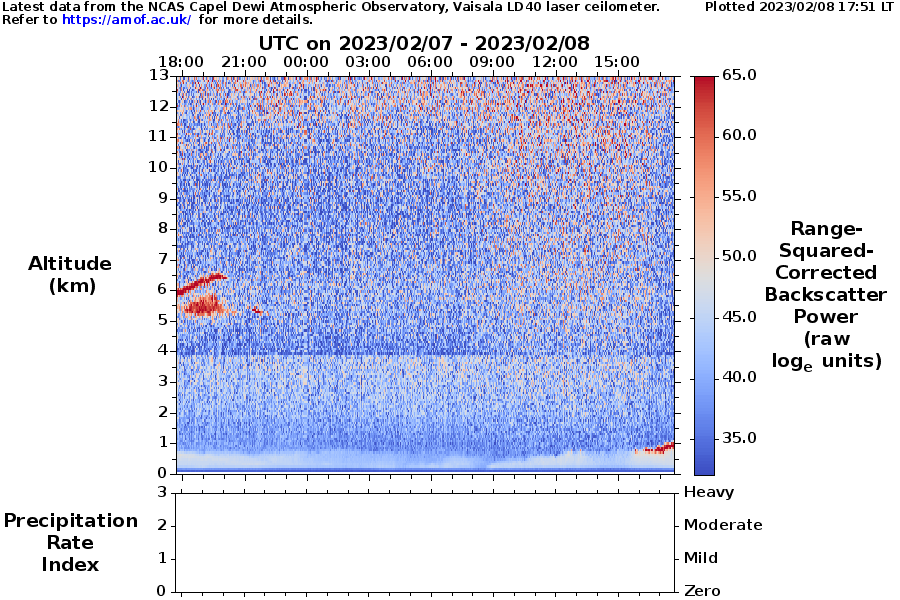 Latest data from the NCAS Capel Dewi Atmospheric Observatory, Vaisala LD40 laser ceilometer. Plotted 2023/02/08 17:51 LT
Refer to https://amof.ac.uk/ for more details.
UTC on 2023/02/07 - 2023/02/08
18:00 21:00 00:00 03:00 06:00 09:00 12:00 15:00
13
12
11
10
9
8
7
6
5
4
3
2
1
0
Altitude
(km)
65.0
60.0
55.0
50.0
45.0
40.0
35.0
Range-
Squared-
Corrected
Backscatter
Power
(raw
logₑ units)
3
2
1
0
Precipitation
Rate
Index
Heavy
Moderate
Mild
Zero